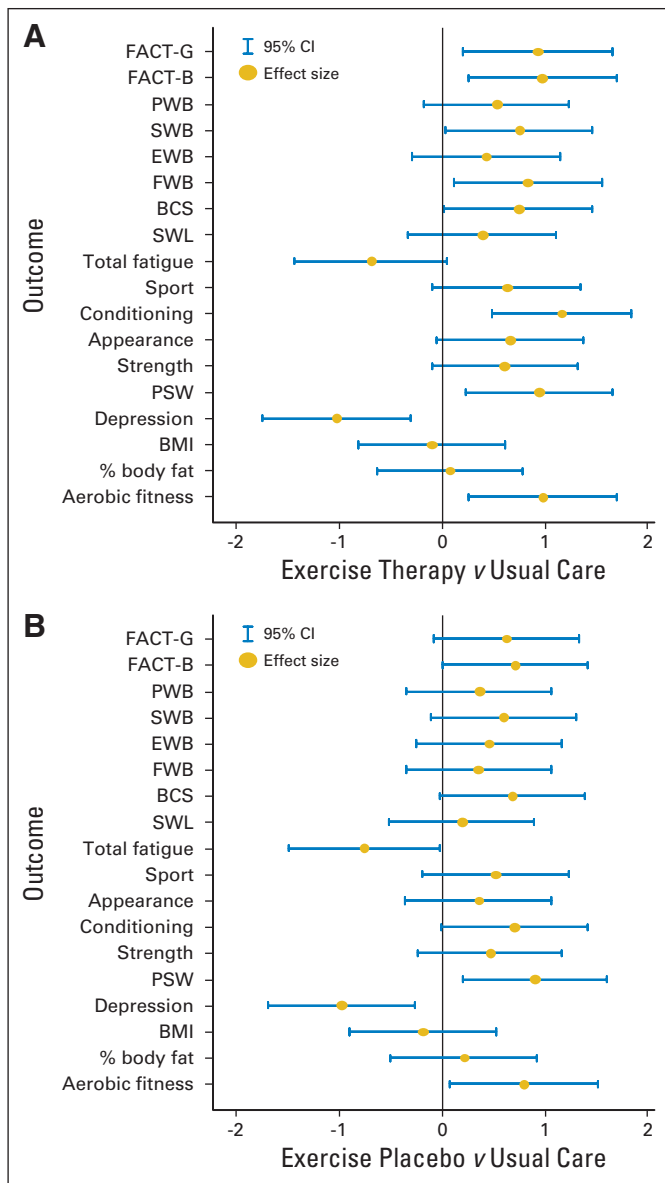 A
95% CI
Effect size
FACT-G
FACT-B
PWB
SWB
EWB
FWB
BCS
SWL
Total fatigue
Sport
Conditioning
Appearance
Strength
PSW
Depression
BMI
% body fat
Aerobic fitness
Outcome
-2 -1 0 1 2
Exercise Therapy v Usual Care
B
95% CI
Effect size
FACT-G
FACT-B
PWB
SWB
EWB
FWB
BCS
SWL
Total fatigue
Sport
Appearance
Conditioning
Strength
PSW
Depression
BMI
% body fat
Aerobic fitness
Outcome
-2 -1 0 1 2
Exercise Placebo v Usual Care